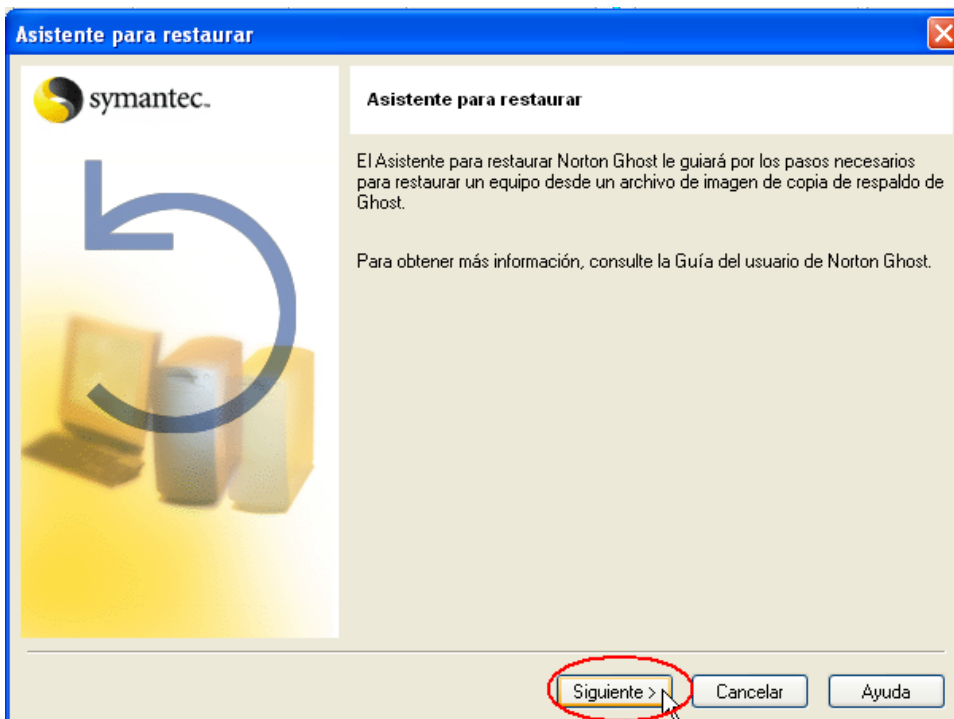 Asistente para restaurar
symantec.
Asistente para restaurar
El Asistente para restaurar Norton Ghost le guiará por los pasos necesarios
para restaurar un equipo desde un archivo de imagen de copia de respaldo de
Ghost.
Para obtener más información, consulte la Guía del usuario de Norton Ghost.
Siguiente >
Cancelar
Ayuda